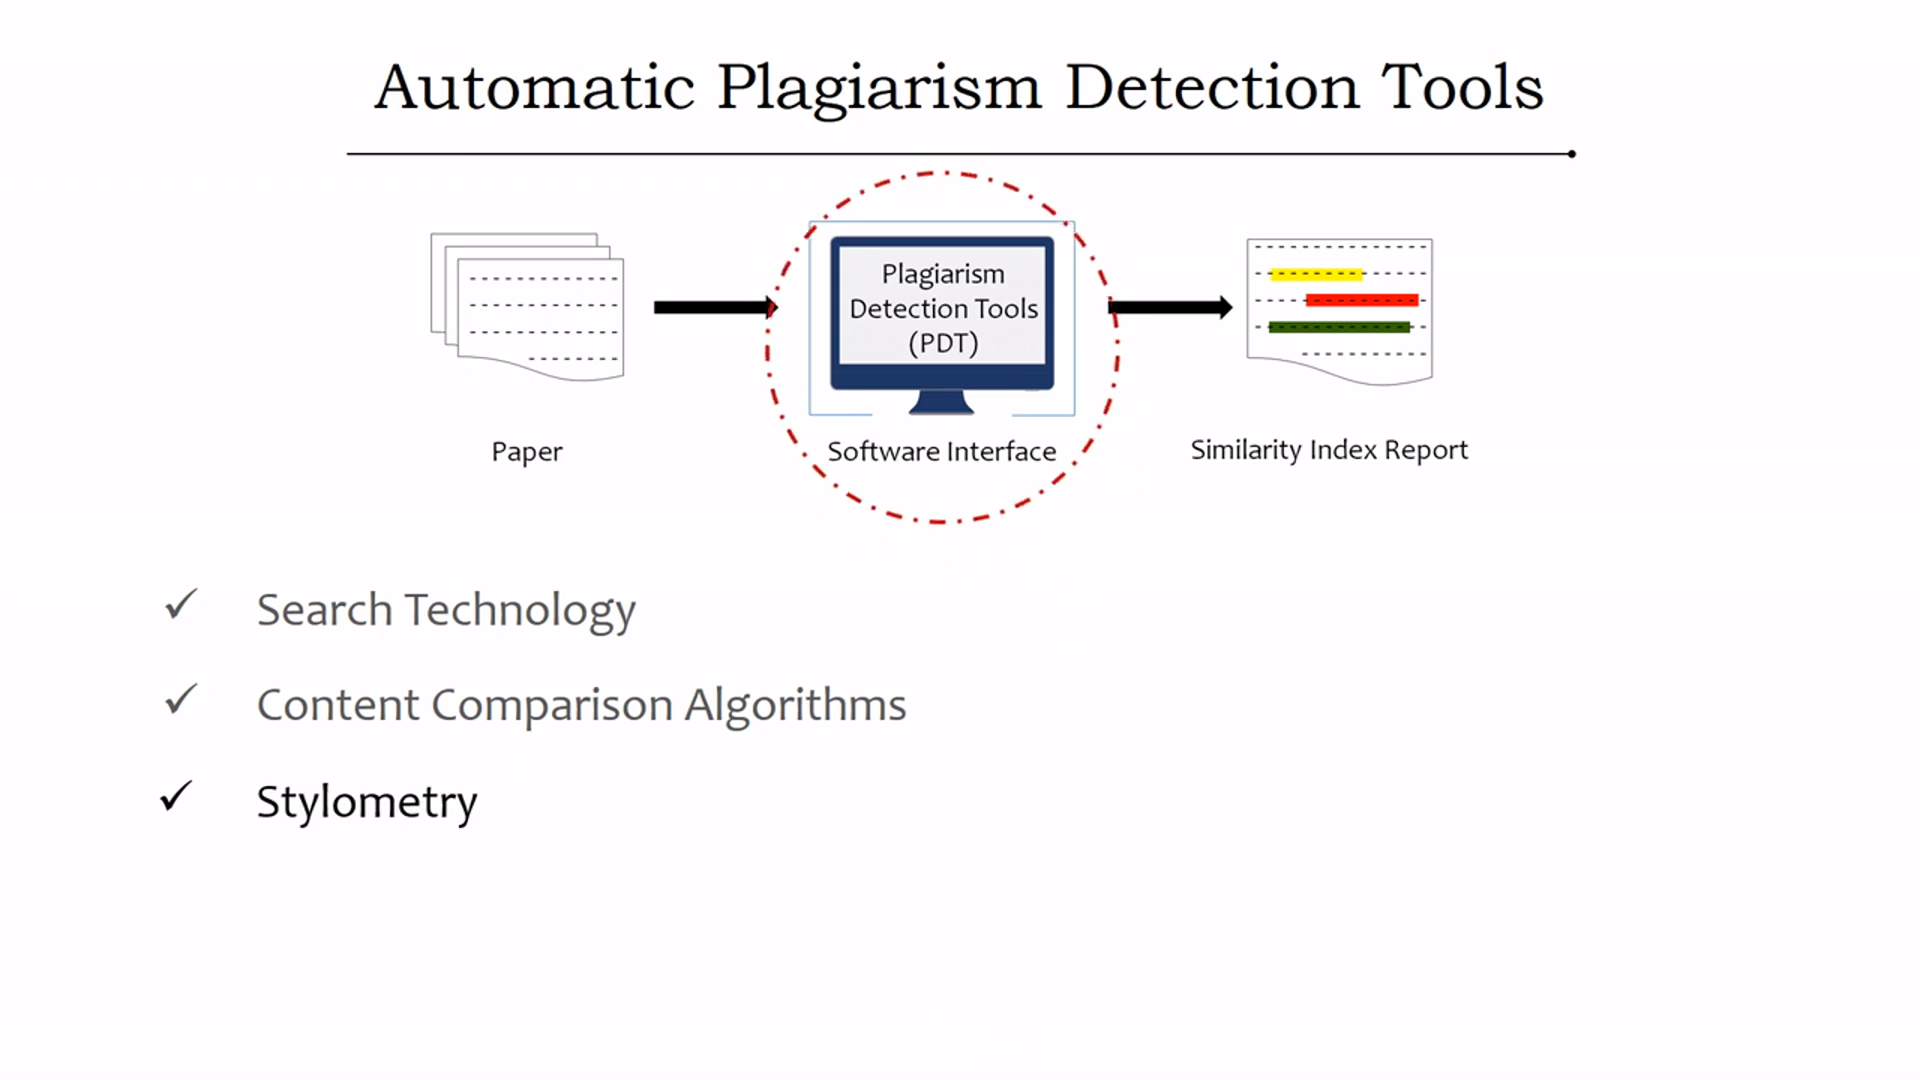 Automatic Plagiarism Detection Tools
Plagiarism
Detection Tools
(PDT)
Paper
Software Interface
Similarity Index Report
✓ Search Technology
✓ Content Comparison Algorithms
✓ Stylometry